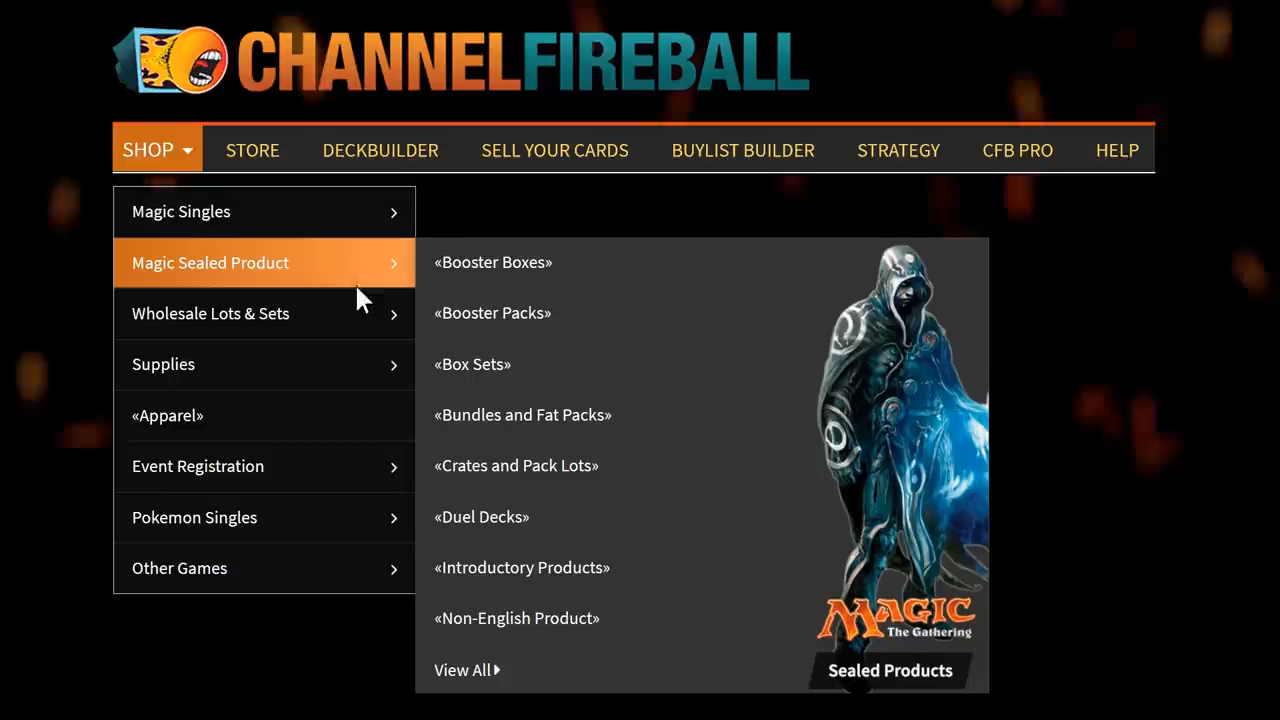 CHANNELFIREBALL
SHOP STORE DECKBUILDER SELL YOUR CARDS BUYLIST BUILDER STRATEGY CFB PRO HELP
Magic Singles
Magic Sealed Product
Wholesale Lots & Sets
Supplies
«Apparel»
Event Registration
Pokemon Singles
Other Games
«Booster Boxes»
«Booster Packs»
«Box Sets»
«Bundles and Fat Packs»
«Crates and Pack Lots»
«Duel Decks»
«Introductory Products»
«Non-English Product»
View All
MAGIC
The Gathering
Sealed Products